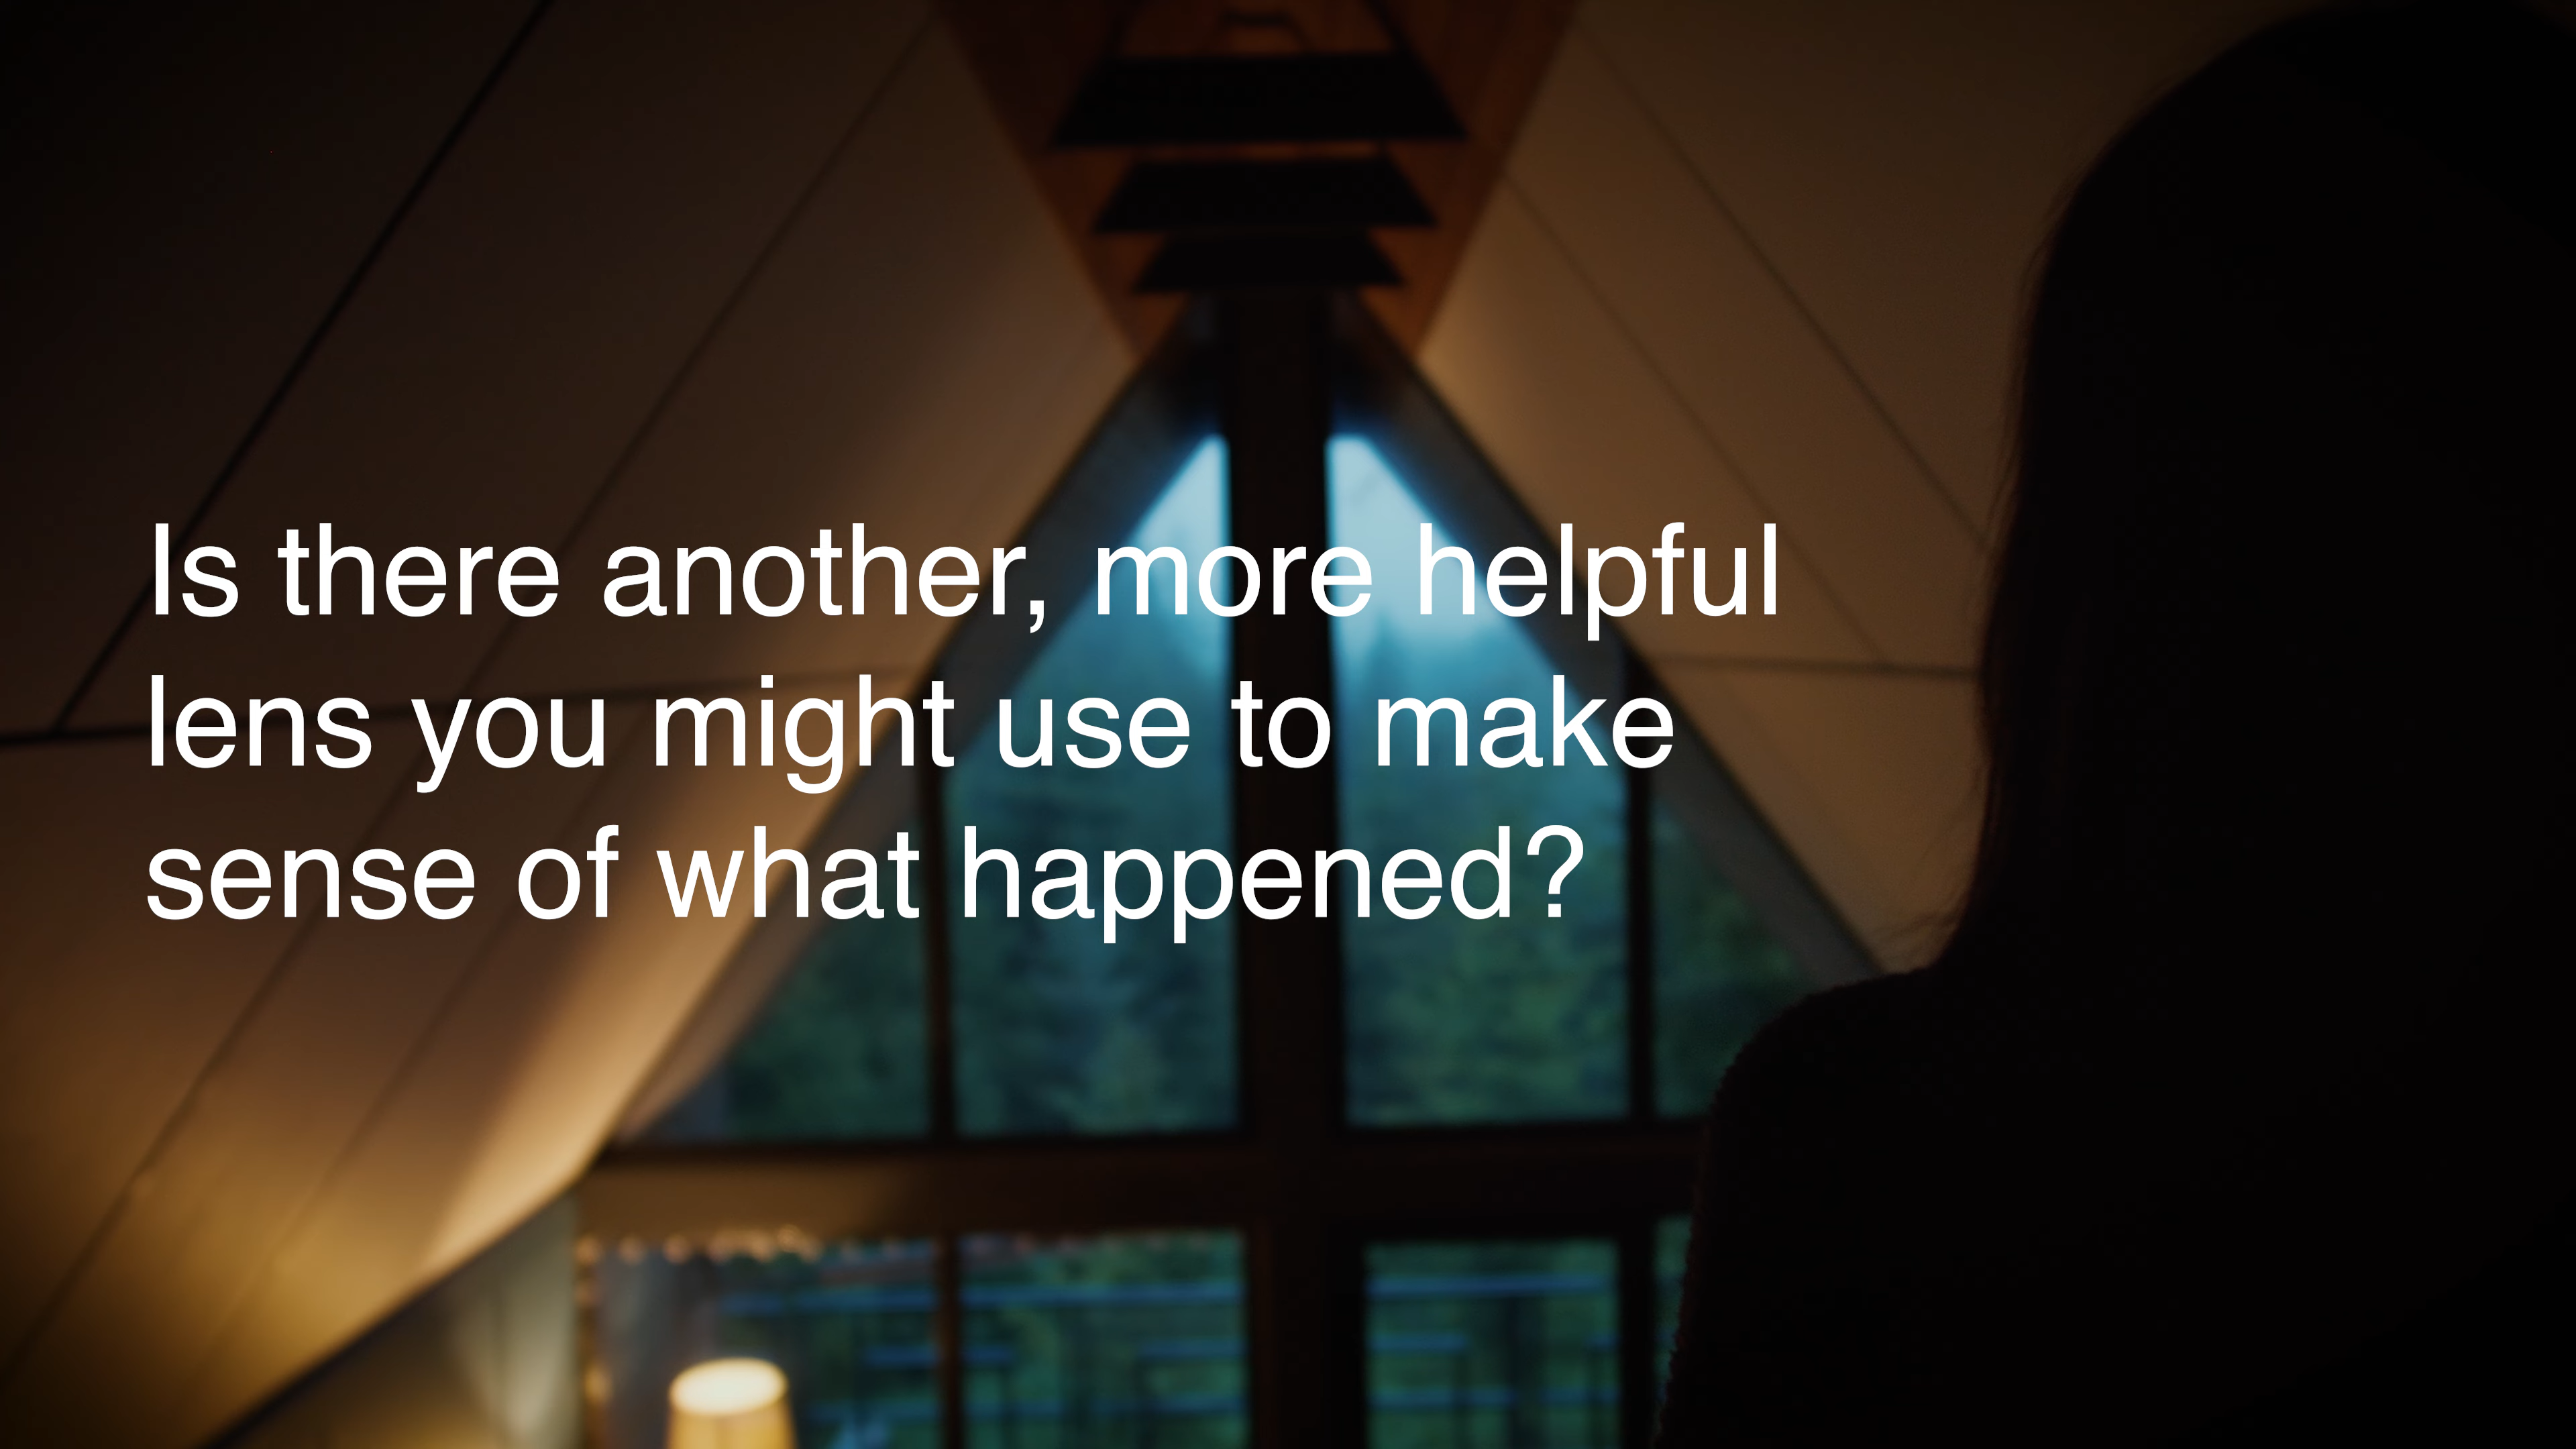 Is there another, more helpful
lens you might use to make
sense of what happened?